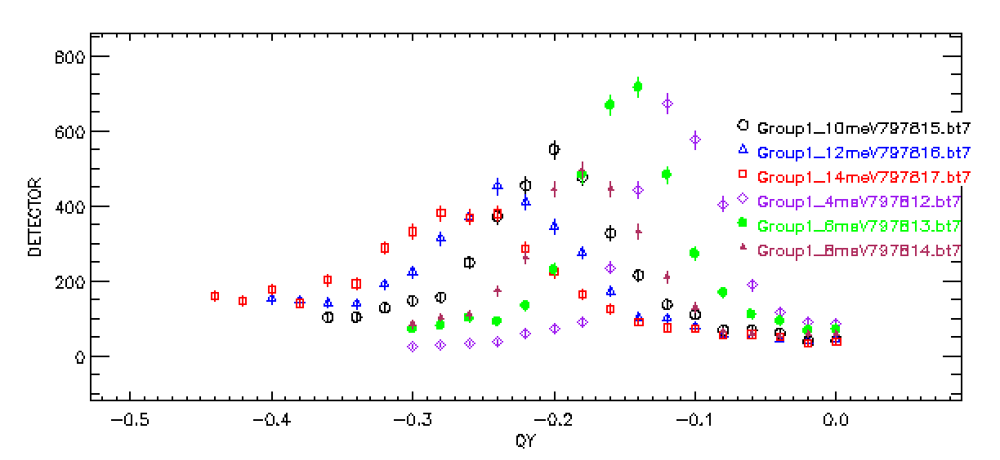 800
600
400
200
0
DETECTOR
Group1_10meV797815.bt7
Group1_12meV797816.bt7
Group1_14meV797817.bt7
Group1_4meV797812.bt7
Group1_6meV797813.bt7
Group1_8meV797814.bt7
-0.5 -0.4 -0.3 -0.2 -0.1 0.0
QY